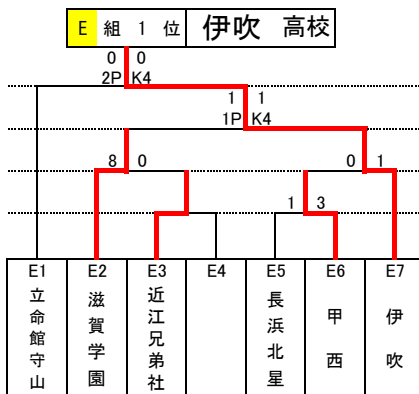 E 組 1 位 伊吹 高校
0 0
2P K4
1 1
1P K4
8 0
0 1
1 3
E1 E2 E3 E4 E5 E6 E7
立命館守山
滋賀学園
近江兄弟社
長浜北星
甲西
伊吹